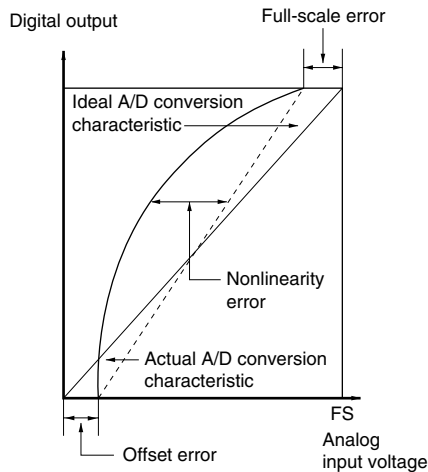 Full-scale error
Digital output
Ideal A/D conversion
characteristic
Nonlinearity
error
Actual A/D conversion
characteristic
FS
Offset error
Analog
input voltage